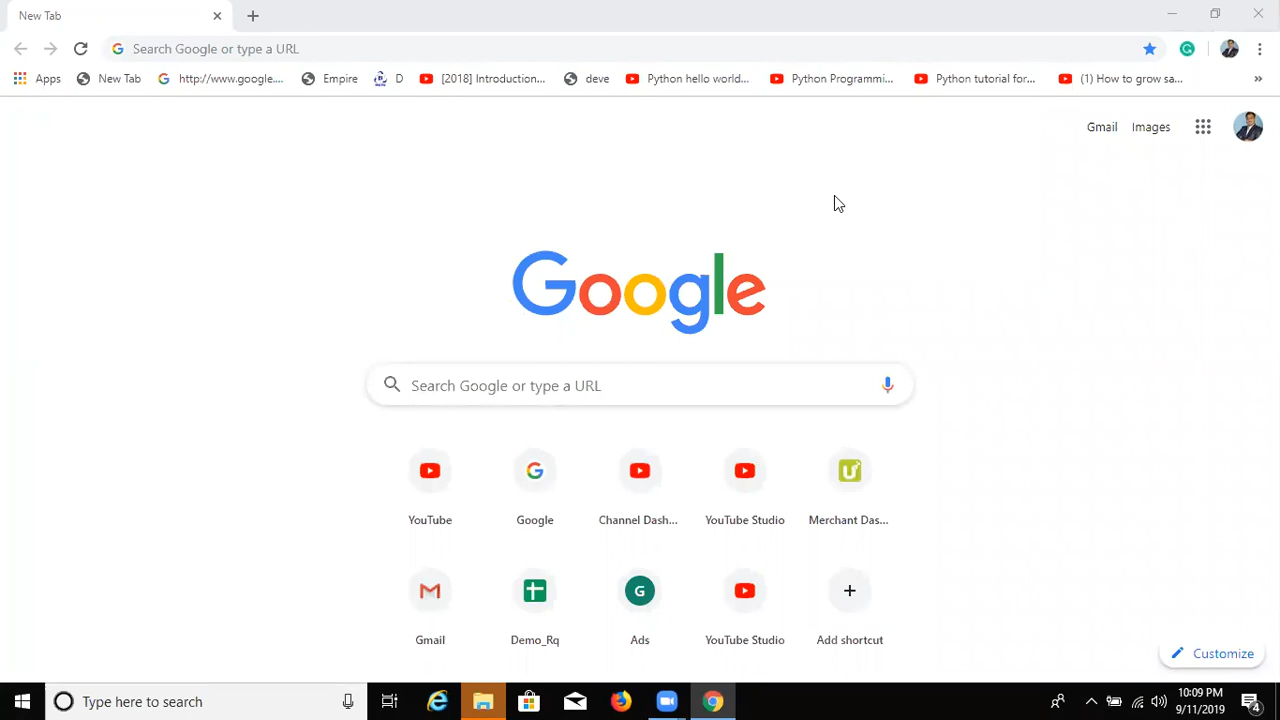 New Tab
Search Google or type a URL
Apps New Tab http://www.google.... Empire D [2018] Introduction... deve Python hello world... Python Programmi... Python tutorial for... (1) How to grow sa... »
Gmail Images
Google
Search Google or type a URL
YouTube Google Channel Dash... YouTube Studio Merchant Das...
G
Gmail Demo_Rq Ads YouTube Studio Add shortcut
Customize
Type here to search
10:09 PM
9/11/2019
4